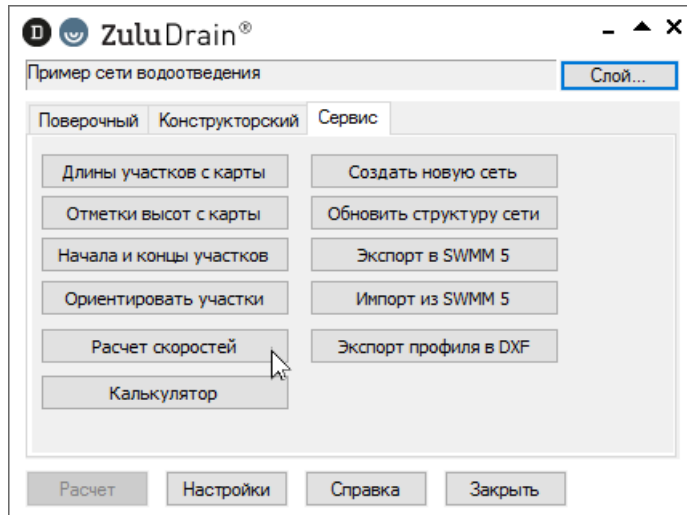 D ZuluDrain®
Пример сети водоотведения
Слой...
Поверочный Конструкторский Сервис
Длины участков с карты Создать новую сеть
Отметки высот с карты Обновить структуру сети
Начала и концы участков Экспорт в SWMM 5
Ориентировать участки Импорт из SWMM 5
Расчет скоростей Экспорт профиля в DXF
Калькулятор
Расчет Настройки Справка Закрыть